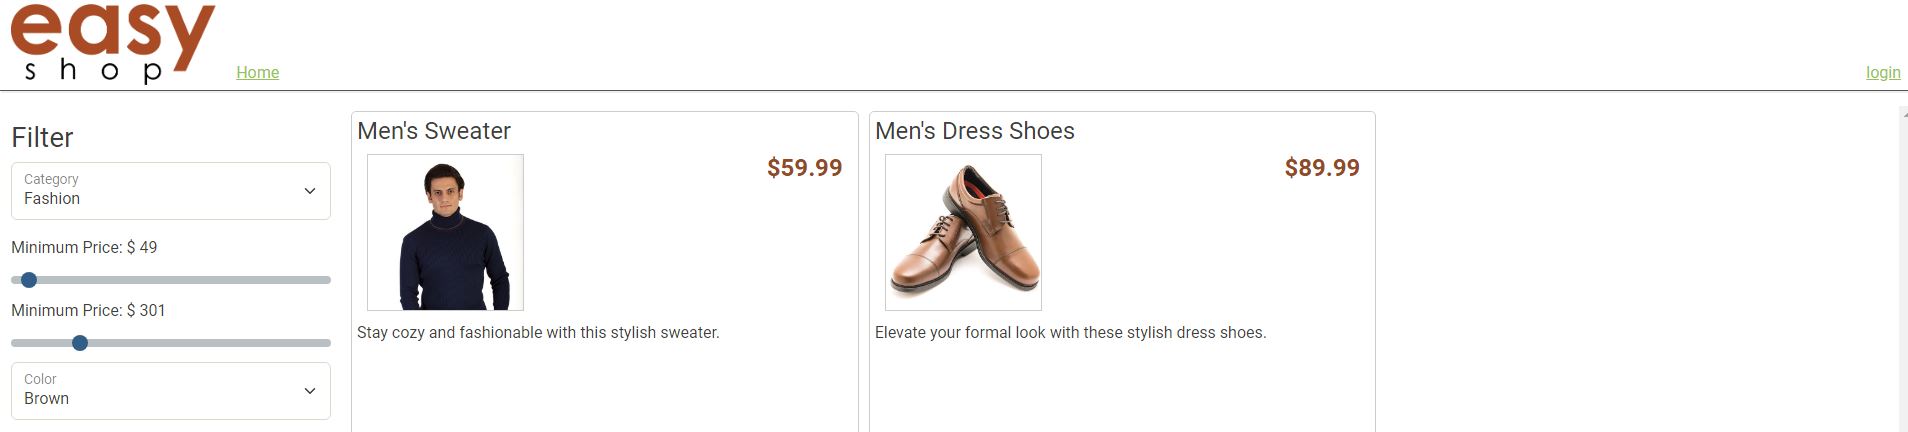 easy
shop
Home
login
Filter
Category
Fashion
Minimum Price: $ 49
Minimum Price: $ 301
Color
Brown
Men's Sweater
$59.99
Stay cozy and fashionable with this stylish sweater.
Men's Dress Shoes
$89.99
Elevate your formal look with these stylish dress shoes.